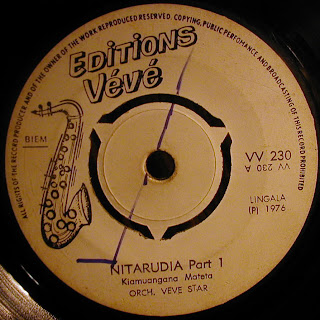 ALL RIGHTS OF THE RECORD PRODUCER AND OF THE OWNER OF THE WORK REPRODUCED RESERVED. COPYING, PUBLIC PERFOMANCE AND BROADCASTING OF THIS RECORD PROHIBITED
EDITIONS
Vévé
BIEM
VV 230
VV 230 A
LINGALA
(P) 1976
NITARUDIA Part 1
Kiamuangana Mateta
ORCH. VEVE STAR